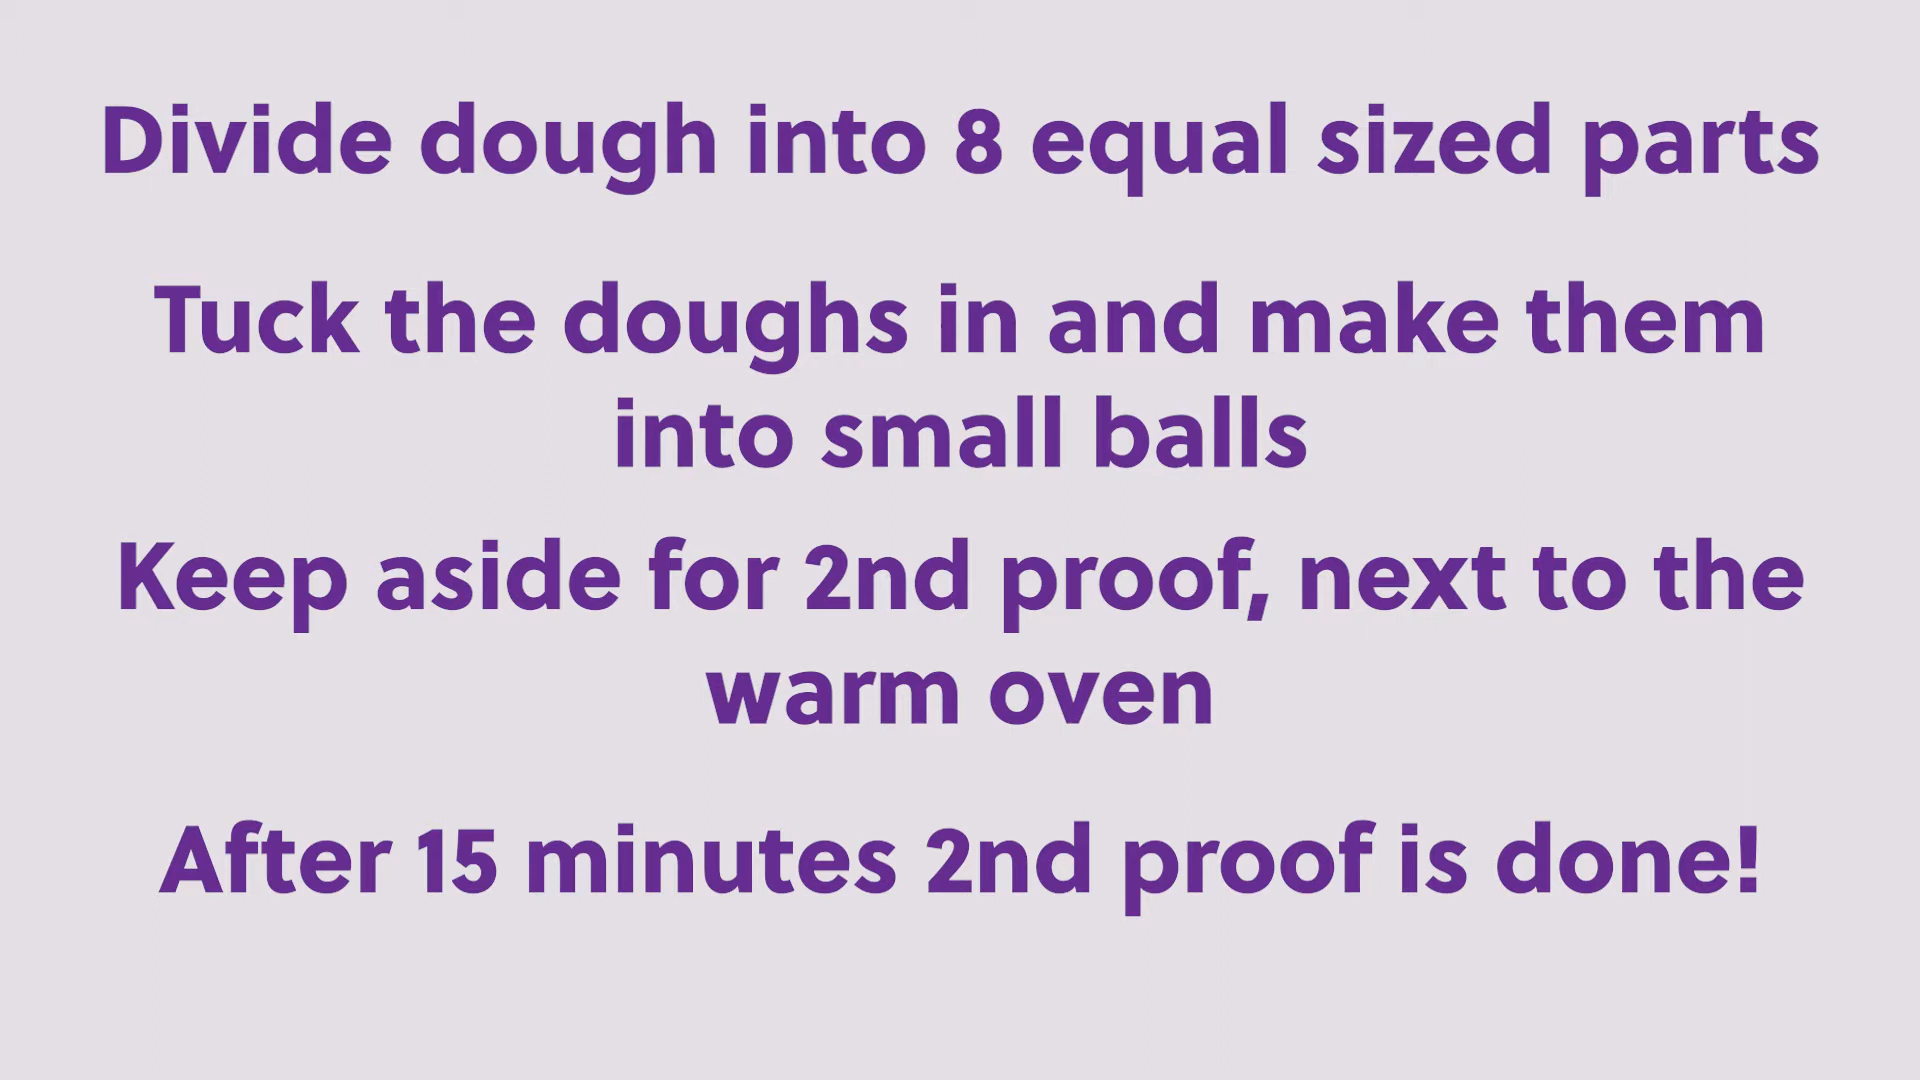 Divide dough into 8 equal sized parts
Tuck the doughs in and make them
into small balls
Keep aside for 2nd proof, next to the
warm oven
After 15 minutes 2nd proof is done!